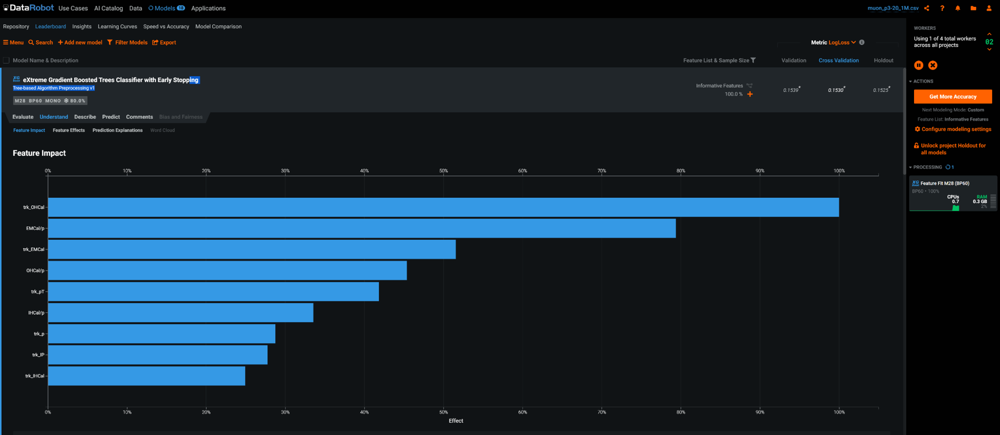 DataRobot Use Cases AI Catalog Data Models 18 Applications muon_p3-20_1M.csv
Repository Leaderboard Insights Learning Curves Speed vs Accuracy Model Comparison
Menu Search Add new model Filter Models Export Metric LogLoss
Model Name & Description Feature List & Sample Size Validation Cross Validation Holdout
XG Boost eXtreme Gradient Boosted Trees Classifier with Early Stopping
Tree-based Algorithm Preprocessing v1
M28 BP60 MONO 80.0%
Informative Features
100.0 % +
0.1539* 0.1530* 0.1525*
Evaluate Understand Describe Predict Comments Bias and Fairness
Feature Impact Feature Effects Prediction Explanations Word Cloud
Feature Impact
0% 10% 20% 30% 40% 50% 60% 70% 80% 90% 100%
trk_OHCal
EMCal/p
trk_EMCal
OHCal/p
trk_pT
IHCal/p
trk_p
trk_IP
trk_IHCal
0% 10% 20% 30% 40% 50% 60% 70% 80% 90% 100%
Effect
WORKERS
Using 1 of 4 total workers
across all projects
02
ACTIONS
Get More Accuracy
Next Modeling Mode: Custom
Feature List: Informative Features
Configure modeling settings
Unlock project Holdout for
all models
PROCESSING 1
XG Boost Feature Fit M28 (BP60)
BP60 • 100%
CPUs RAM
0.7 0.3 GB
2%